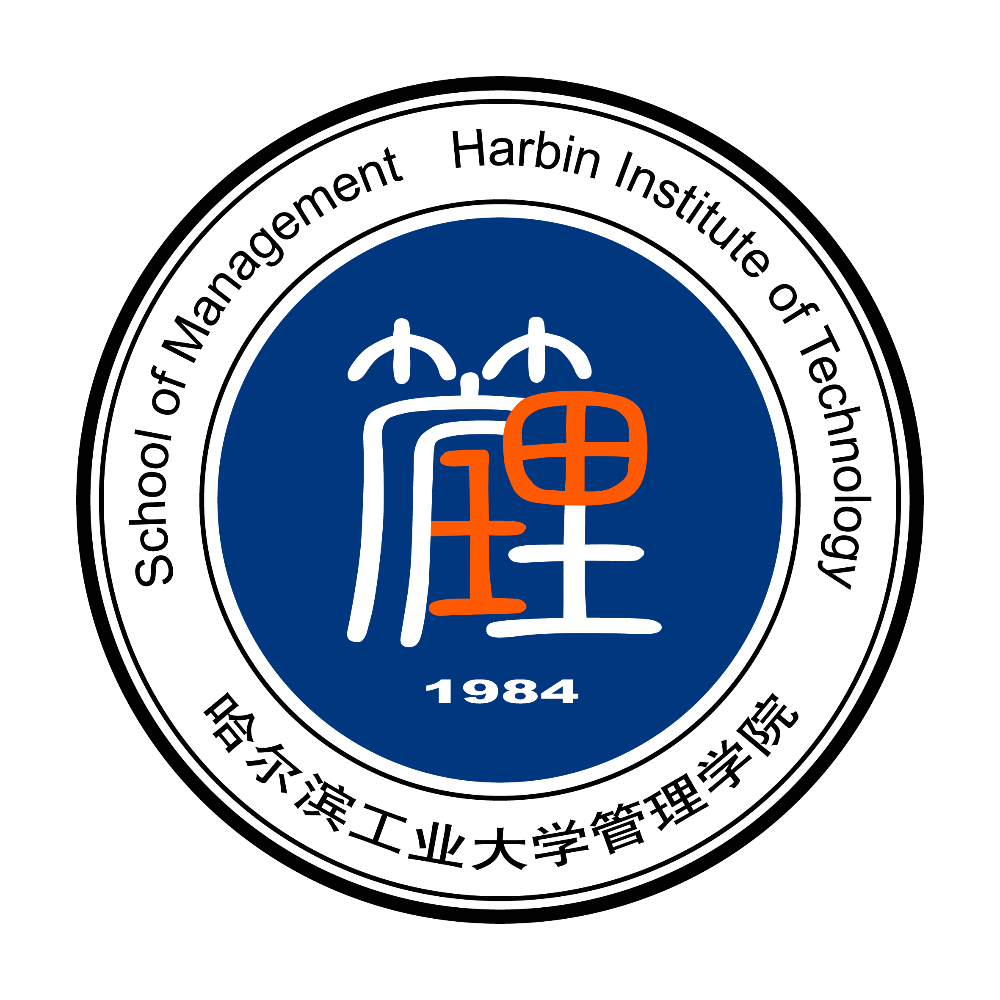 School of Management Harbin Institute of Technology
1984
哈尔滨工业大学管理学院